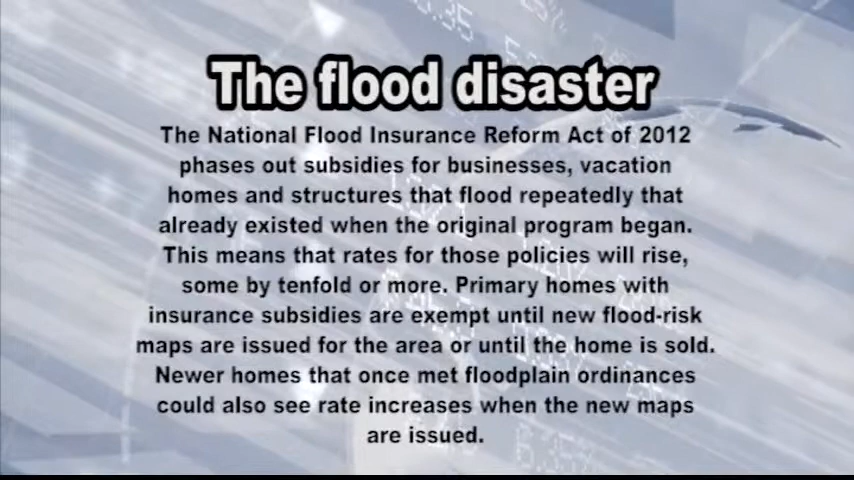 The flood disaster
The National Flood Insurance Reform Act of 2012
phases out subsidies for businesses, vacation
homes and structures that flood repeatedly that
already existed when the original program began.
This means that rates for those policies will rise,
some by tenfold or more. Primary homes with
insurance subsidies are exempt until new flood-risk
maps are issued for the area or until the home is sold.
Newer homes that once met floodplain ordinances
could also see rate increases when the new maps
are issued.